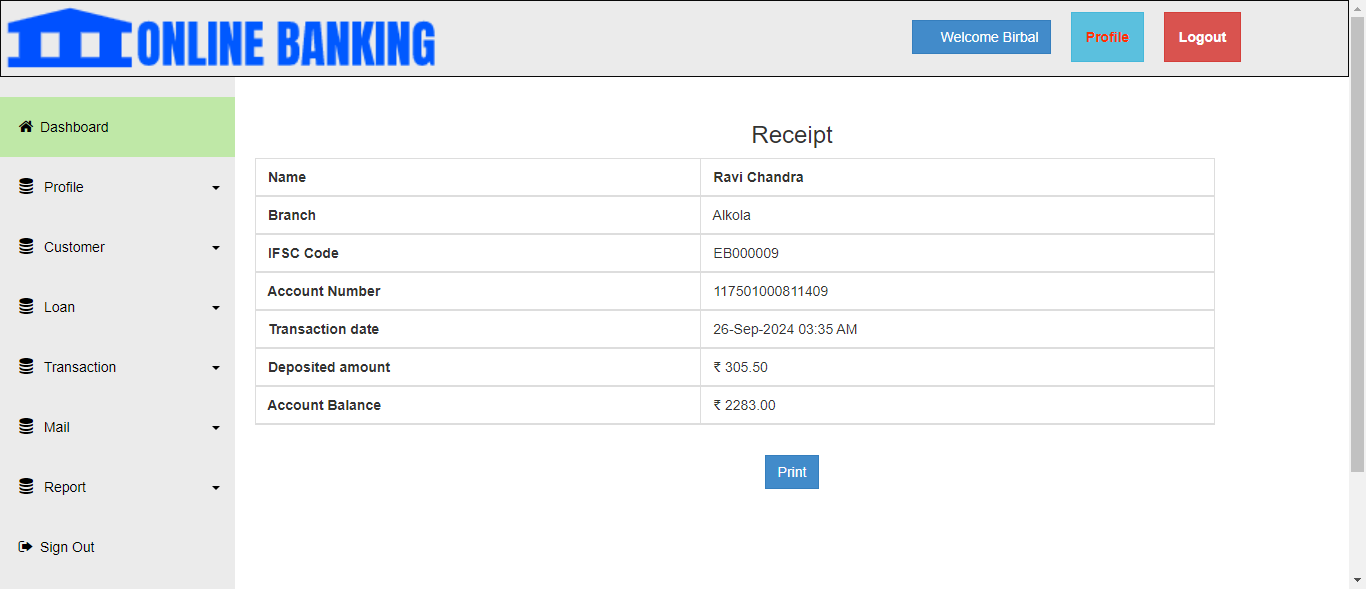 ONLINE BANKING
Welcome Birbal
Profile
Logout
Dashboard
Profile
Customer
Loan
Transaction
Mail
Report
Sign Out
Receipt
Name Ravi Chandra
Branch Alkola
IFSC Code EB000009
Account Number 117501000811409
Transaction date 26-Sep-2024 03:35 AM
Deposited amount ₹ 305.50
Account Balance ₹ 2283.00
Print